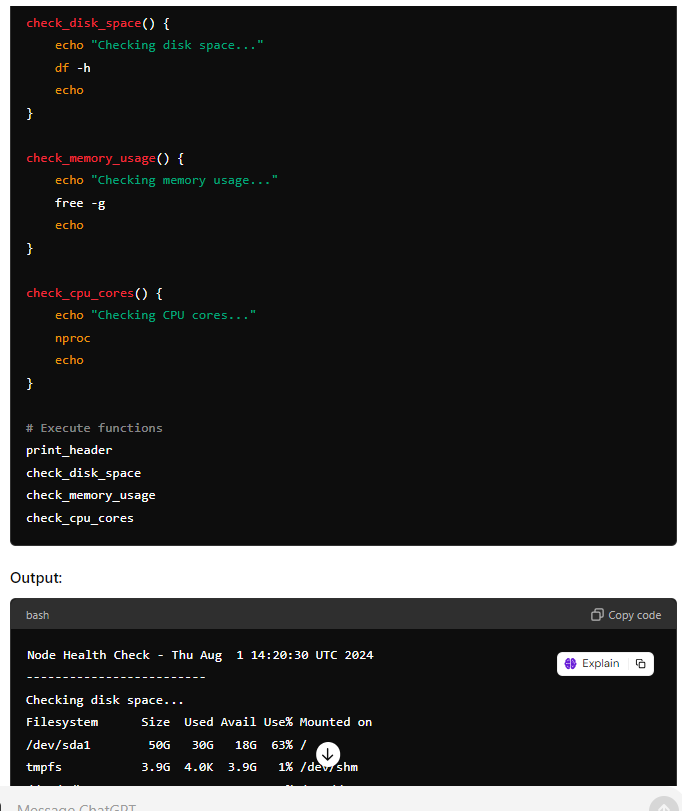 check_disk_space() {
    echo "Checking disk space..."
    df -h
    echo
}
check_memory_usage() {
    echo "Checking memory usage..."
    free -g
    echo
}
check_cpu_cores() {
    echo "Checking CPU cores..."
    nproc
    echo
}
# Execute functions
print_header
check_disk_space
check_memory_usage
check_cpu_cores
Output:
bash Copy code
Node Health Check - Thu Aug  1 14:20:30 UTC 2024
Explain
-------------------------
Checking disk space...
Filesystem      Size  Used Avail Use% Mounted on
/dev/sda1        50G   30G   18G  63% /
tmpfs           3.9G  4.0K  3.9G   1% /dev/shm
Message ChatGPT